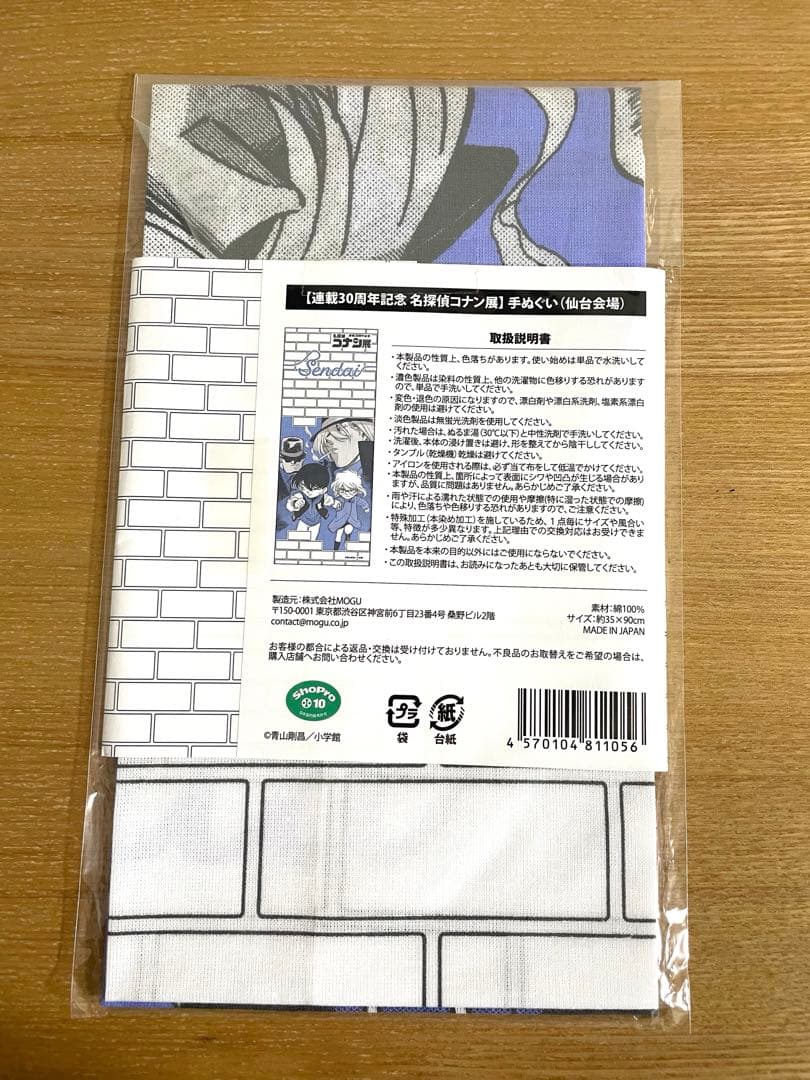 【連載30周年記念 名探偵コナン展】手ぬぐい（仙台会場）
コナン展
Sendai
取扱説明書
・本製品の性質上、色落ちがあります。使い始めは単品で水洗いして
ください。
・濃色製品は染料の性質上、他の洗濯物に色移りする恐れがあります
ので、単品で手洗いしてください。
・変色・退色の原因になりますので、漂白剤や漂白系洗剤、塩素系漂白
剤の使用は避けてください。
・淡色製品は無蛍光洗剤を使用してください。
・汚れた場合は、ぬるま湯（30℃以下）と中性洗剤で手洗いしてください。
・洗濯後、本体の浸け置きは避け、形を整えてから陰干ししてください。
・タンブル（乾燥機）乾燥は避けてください。
・アイロンを使用される際は、必ず当て布をして低温でかけてください。
・本製品の性質上、箇所によって表面にシワや凹凸が生じる場合があり
ますが、品質に問題はありません。あらかじめご了承ください。
・雨や汗による濡れた状態での使用や摩擦（特に湿った状態での摩擦）
により、色落ちや色移りする恐れがありますので、ご注意ください。
・特殊加工（本染め加工）を施しているため、1点毎にサイズや風合い
等、特徴が多少異なります。上記理由での交換対応はお受けできま
せん。あらかじめご了承ください。
・本製品を本来の目的以外にはご使用にならないでください。
・この取扱説明書は、お読みになったあとも大切に保管してください。
製造元：株式会社MOGU
〒150-0001 東京都渋谷区神宮前6丁目23番4号 桑野ビル2階
contact@mogu.co.jp
素材：綿100%
サイズ：約35×90cm
MADE IN JAPAN
お客様の都合による返品・交換は受け付けておりません。不良品のお取替えをご希望の場合は、
購入店舗へお問い合わせください。
ShoPro
10
©青山剛昌／小学館
プラ
袋
紙
台紙
4 570104 811056